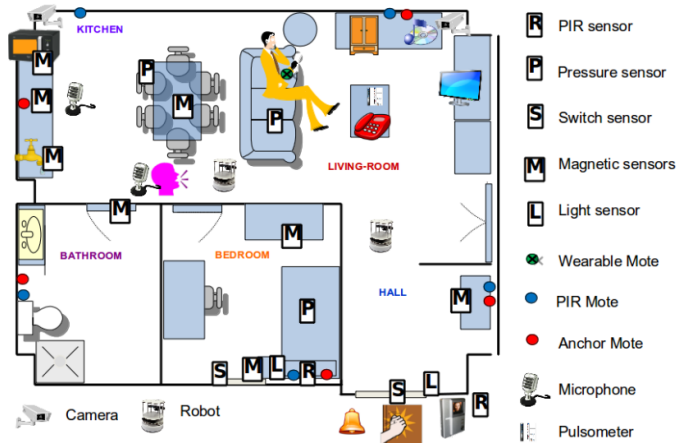 KITCHEN
R PIR sensor
M
P
P Pressure sensor
M
M
P
S Switch sensor
M
LIVING-ROOM
M Magnetic sensors
M
L Light sensor
M
BATHROOM
BEDROOM
Wearable Mote
HALL
M
P
PIR Mote
Anchor Mote
S
M
L
R
S
L
R
Microphone
Camera
Robot
Pulsometer